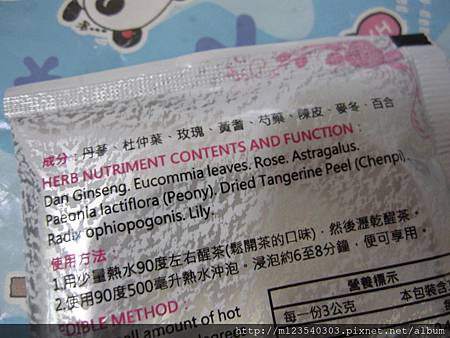 成分：丹蔘、杜仲葉、玫瑰、黃耆、芍藥、陳皮、麥冬、百合
HERB NUTRIMENT CONTENTS AND FUNCTION :
Dan Ginseng. Eucommia leaves. Rose. Astragalus.
Paeonia lactiflora (Peony), Dried Tangerine Peel (Chenpi),
Radix ophiopogonis. Lily.
使用方法
1.用少量熱水90度左右醒茶(鬆開茶的口味)，然後瀝乾醒茶。
2.使用90度500毫升熱水沖泡。浸泡約6至8分鐘，便可享用。
EDIBLE METHOD :
small amount of hot
營養標示
每一份3公克 本包裝含
http://m123540303.pixnet.net/album